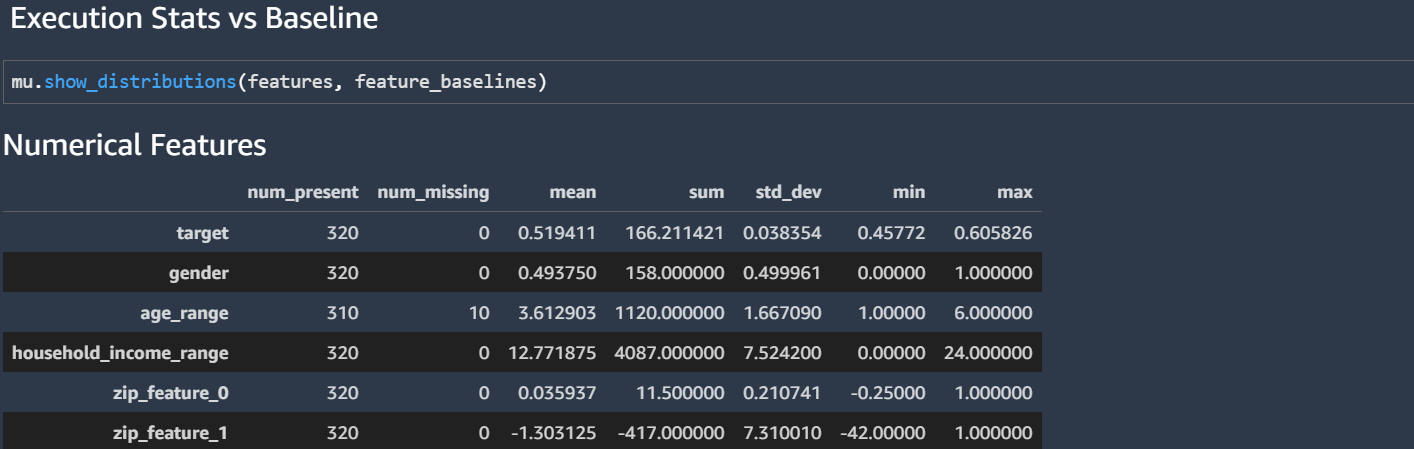 Execution Stats vs Baseline
mu.show_distributions(features, feature_baselines)
Numerical Features
num_present num_missing mean sum std_dev min max
target 320 0 0.519411 166.211421 0.038354 0.45772 0.605826
gender 320 0 0.493750 158.000000 0.499961 0.00000 1.000000
age_range 310 10 3.612903 1120.000000 1.667090 1.00000 6.000000
household_income_range 320 0 12.771875 4087.000000 7.524200 0.00000 24.000000
zip_feature_0 320 0 0.035937 11.500000 0.210741 -0.25000 1.000000
zip_feature_1 320 0 -1.303125 -417.000000 7.310010 -42.00000 1.000000